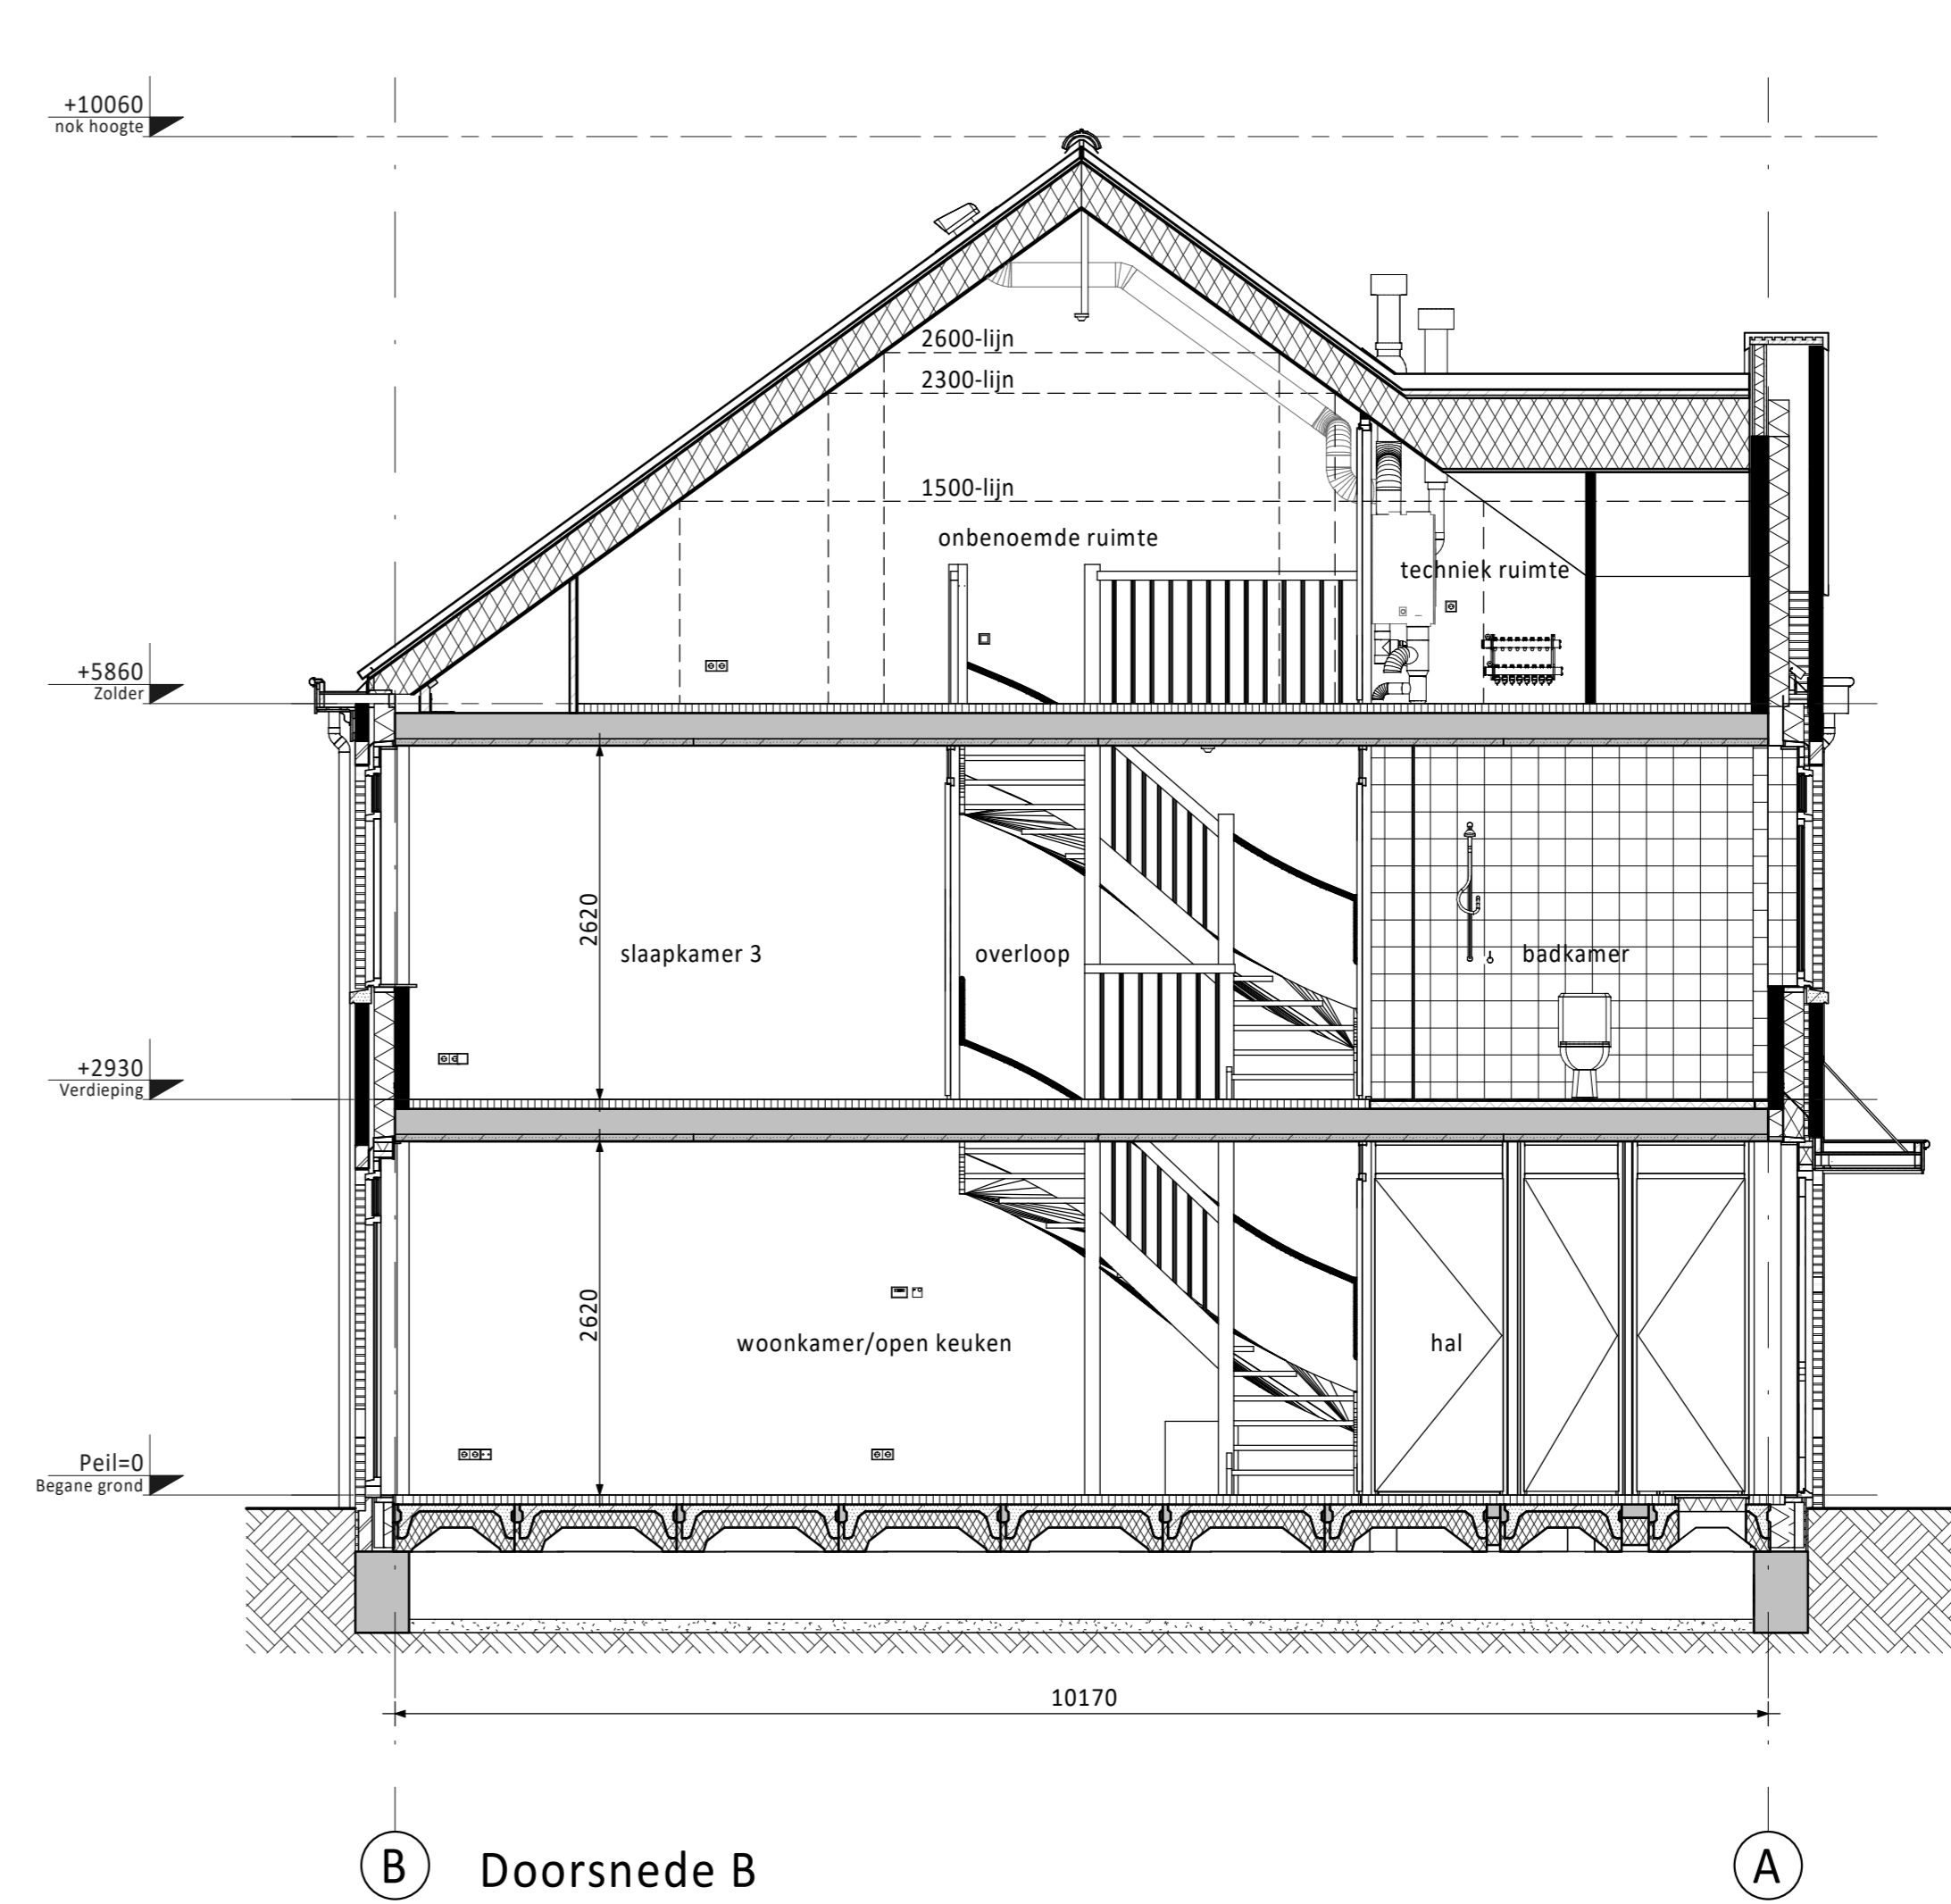 +10060
nok hoogte
2600-lijn
2300-lijn
1500-lijn
onbenoemde ruimte
techniek ruimte
+5860
Zolder
2620
slaapkamer 3
overloop
badkamer
+2930
Verdieping
2620
woonkamer/open keuken
hal
Peil=0
Begane grond
10170
B
Doorsnede B
A